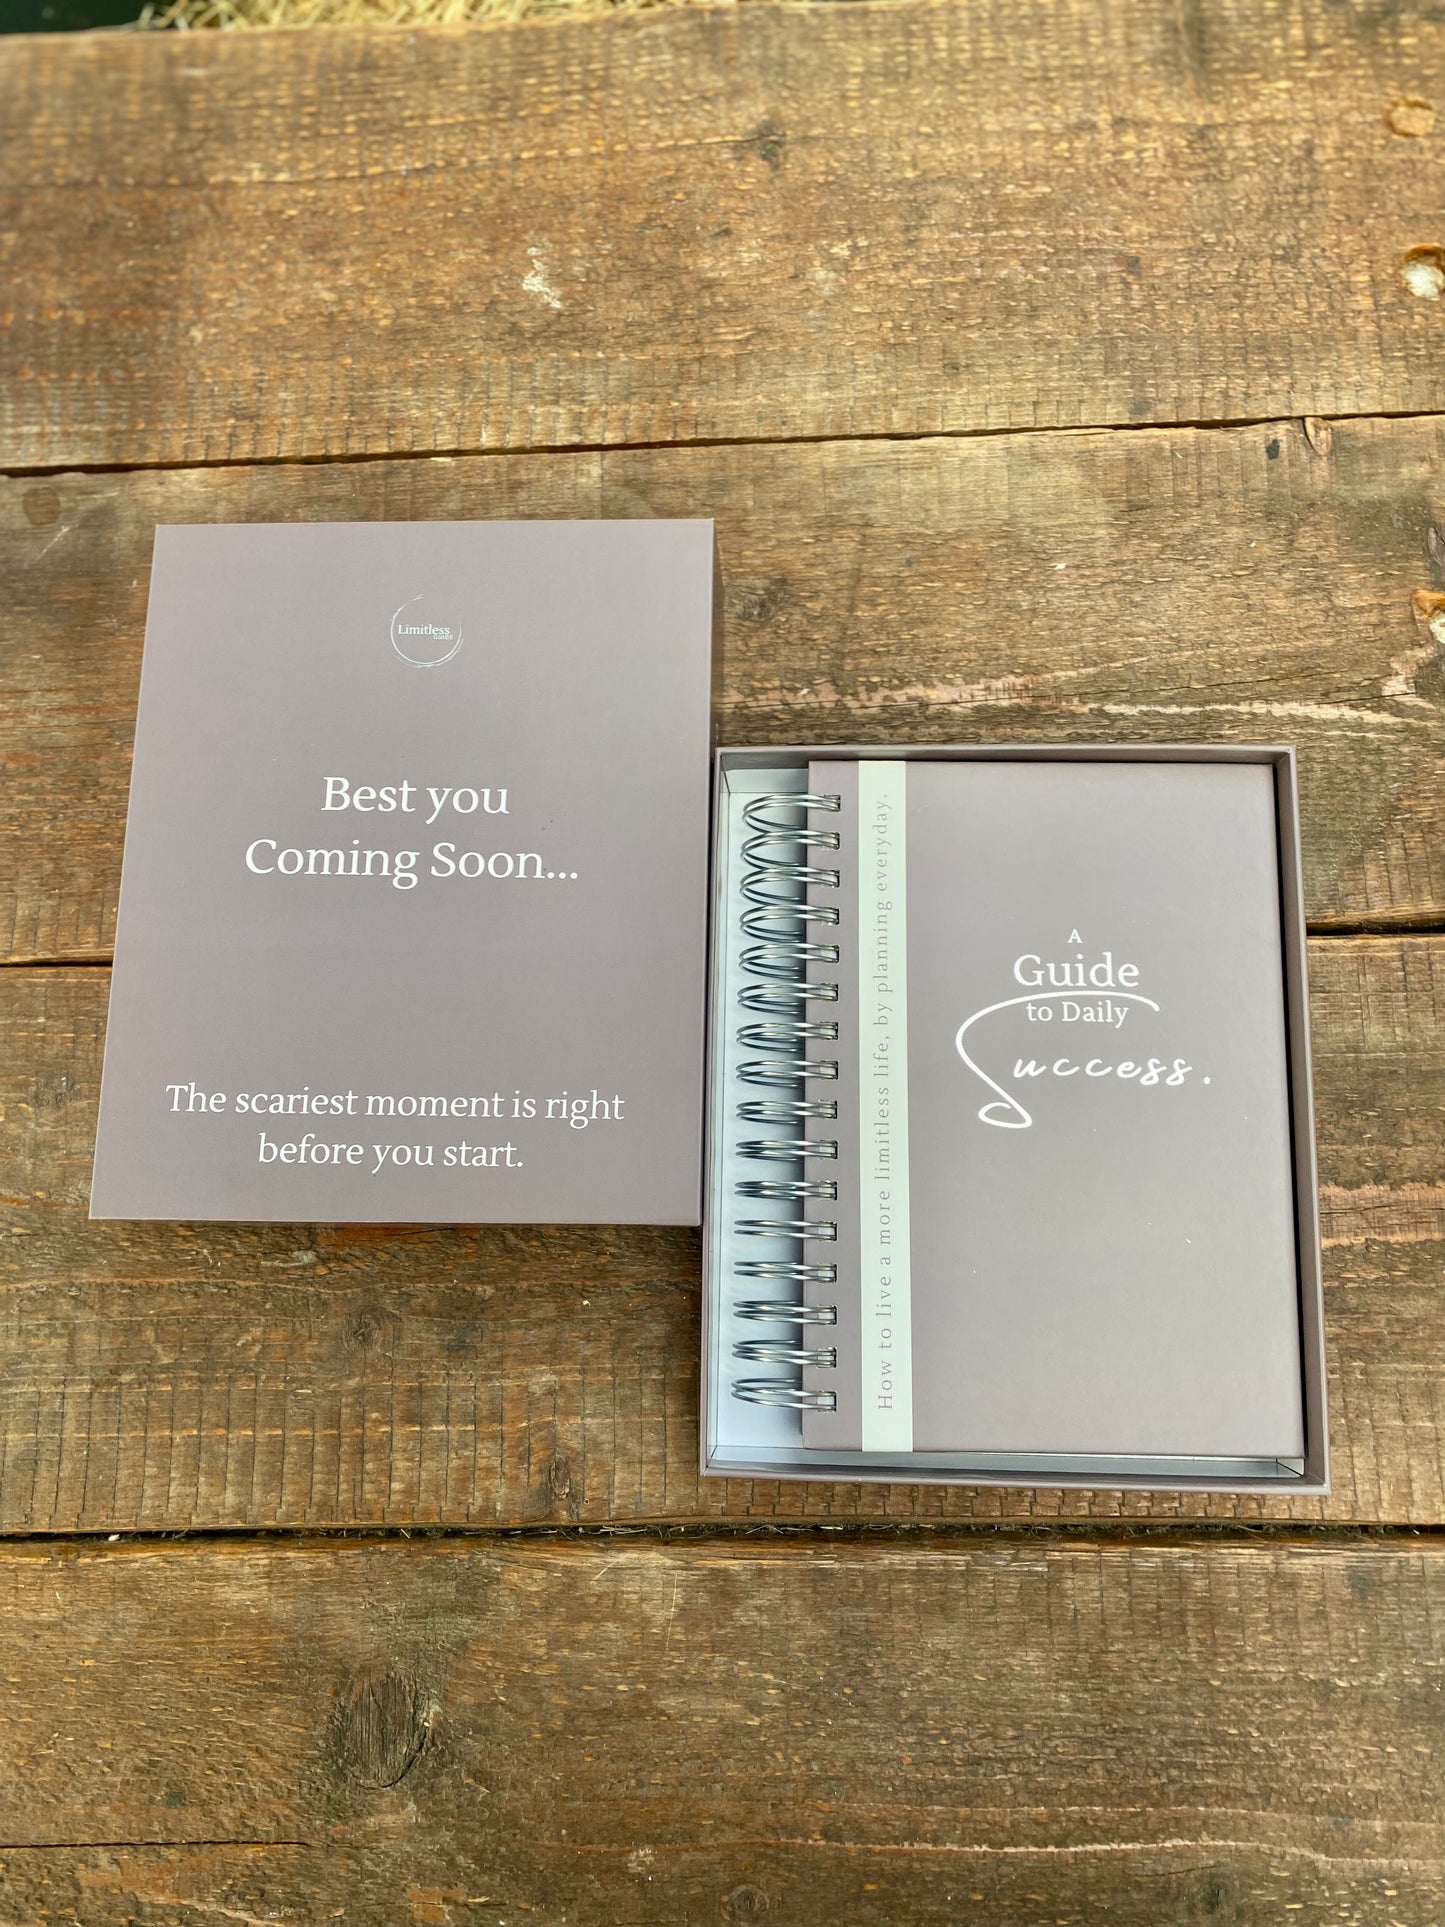 Limitless
GUIDE
Best you
Coming Soon...
The scariest moment is right
before you start.
How to live a more limitless life, by planning everyday.
A
Guide
to Daily
Success.